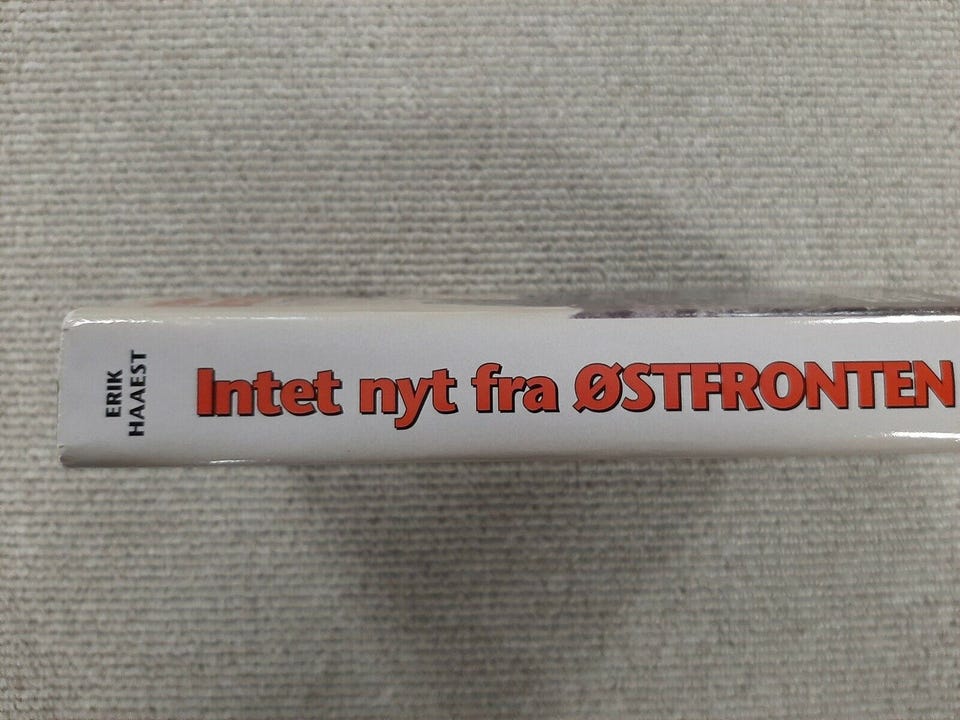 ERIK
HAAEST
Intet nyt fra ØSTFRONTEN